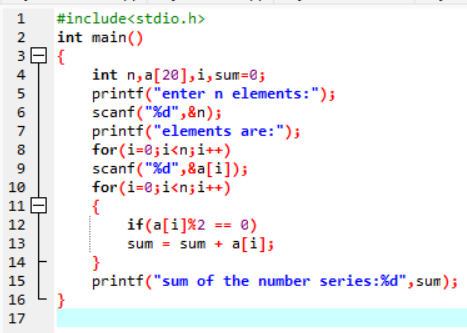 1 #include<stdio.h>
2 int main()
3 {
4 int n,a[20],i,sum=0;
5 printf("enter n elements:");
6 scanf("%d",&n);
7 printf("elements are:");
8 for(i=0;i<n;i++)
9 scanf("%d",&a[i]);
10 for(i=0;i<n;i++)
11 {
12 if(a[i]%2 == 0)
13 sum = sum + a[i];
14 }
15 printf("sum of the number series:%d",sum);
16 }
17